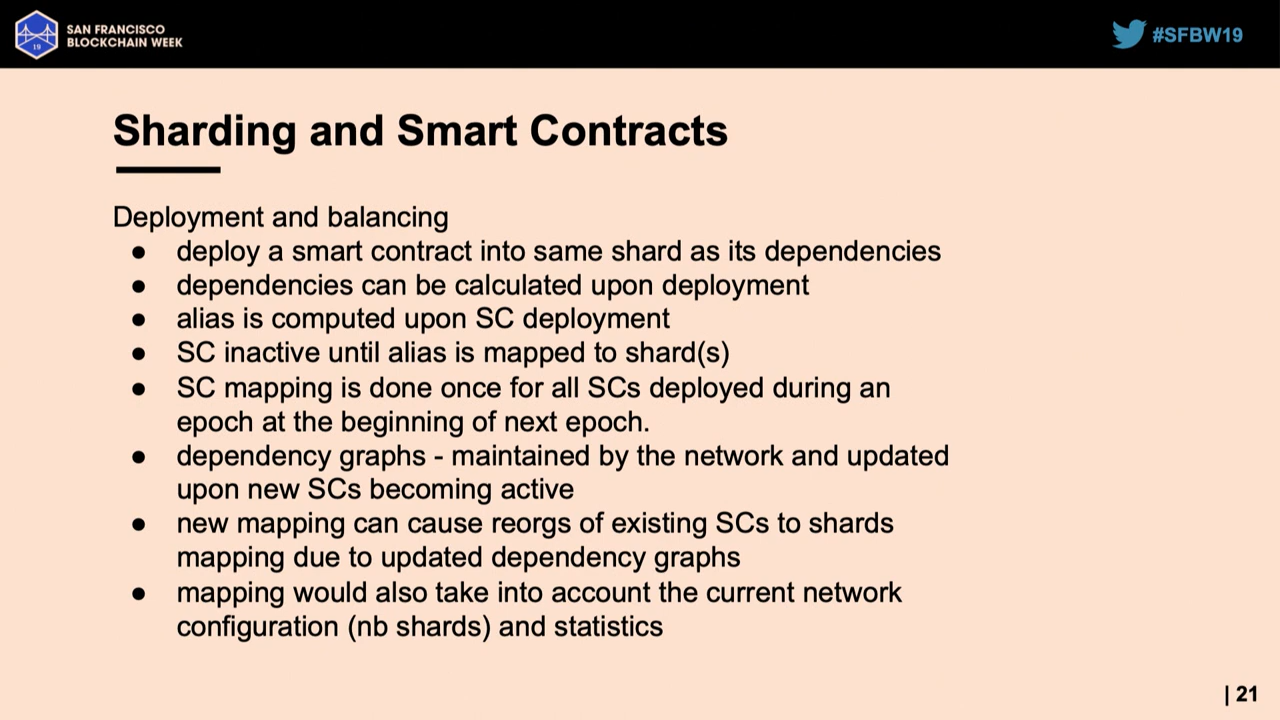 SAN FRANCISCO
BLOCKCHAIN WEEK
19
#SFBW19
Sharding and Smart Contracts
Deployment and balancing
● deploy a smart contract into same shard as its dependencies
● dependencies can be calculated upon deployment
● alias is computed upon SC deployment
● SC inactive until alias is mapped to shard(s)
● SC mapping is done once for all SCs deployed during an
epoch at the beginning of next epoch.
● dependency graphs - maintained by the network and updated
upon new SCs becoming active
● new mapping can cause reorgs of existing SCs to shards
mapping due to updated dependency graphs
● mapping would also take into account the current network
configuration (nb shards) and statistics
| 21